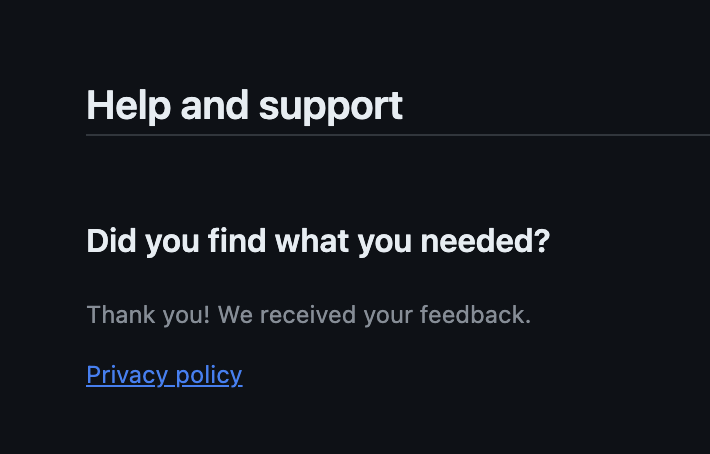 Help and support
Did you find what you needed?
Thank you! We received your feedback.
Privacy policy